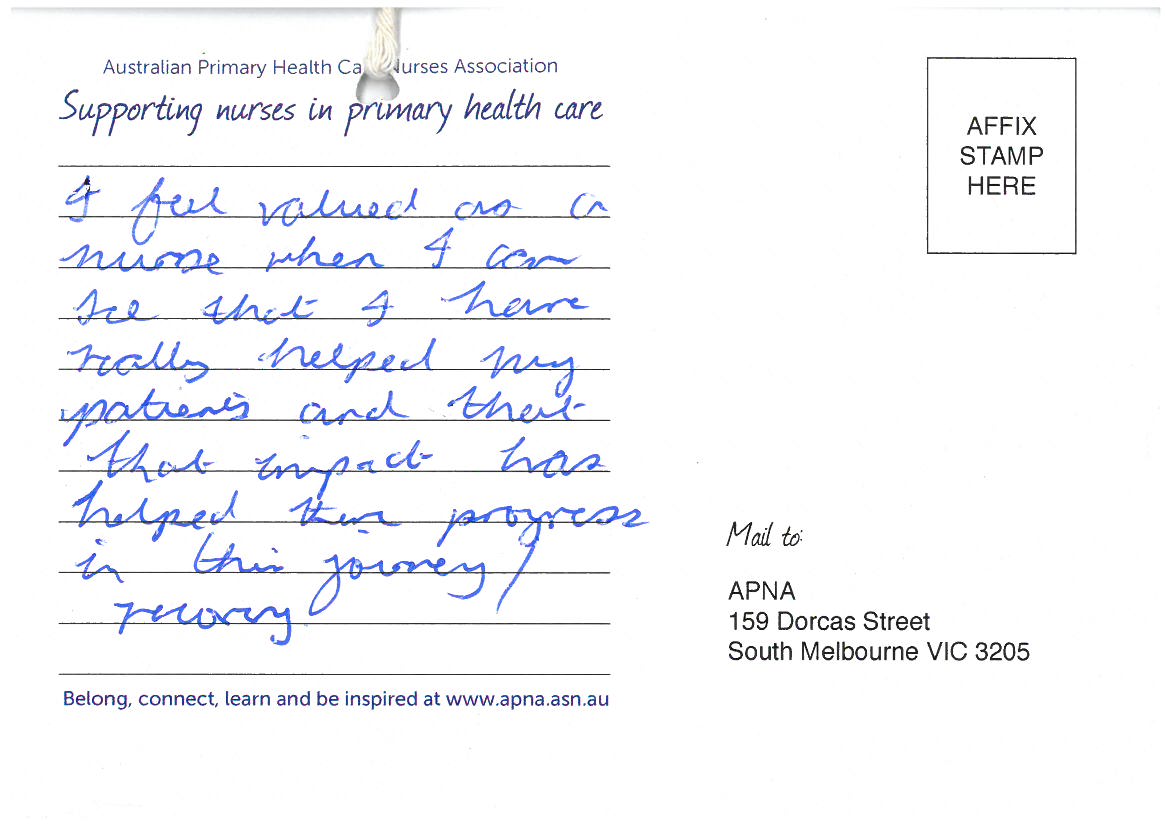 Australian Primary Health Ca Nurses Association
Supporting nurses in primary health care
I feel valued as a
nurse when I can
see that I have
really helped my
patients and that
that impact has
helped their progress
in this journey /
recovry
Belong, connect, learn and be inspired at www.apna.asn.au
AFFIX
STAMP
HERE
Mail to:
APNA
159 Dorcas Street
South Melbourne VIC 3205